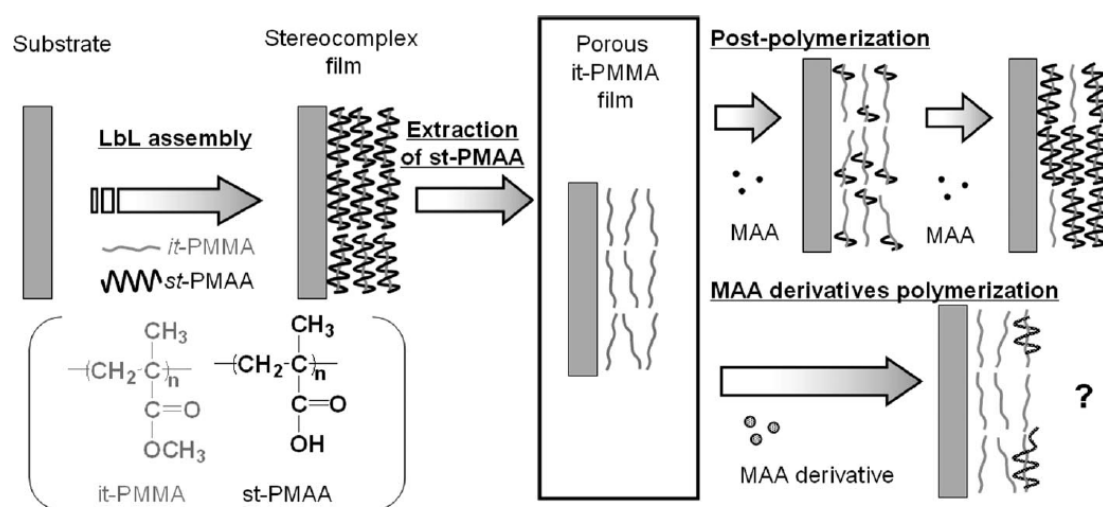 Substrate
Stereocomplex
film
LbL assembly
it-PMMA
st-PMAA
Extraction
of st-PMAA
Porous
it-PMMA
film
Post-polymerization
MAA
MAA
MAA derivatives polymerization
MAA derivative
?
CH3
(CH2-C)n
C=O
OCH3
it-PMMA
CH3
(CH2-C)n
C=O
OH
st-PMAA